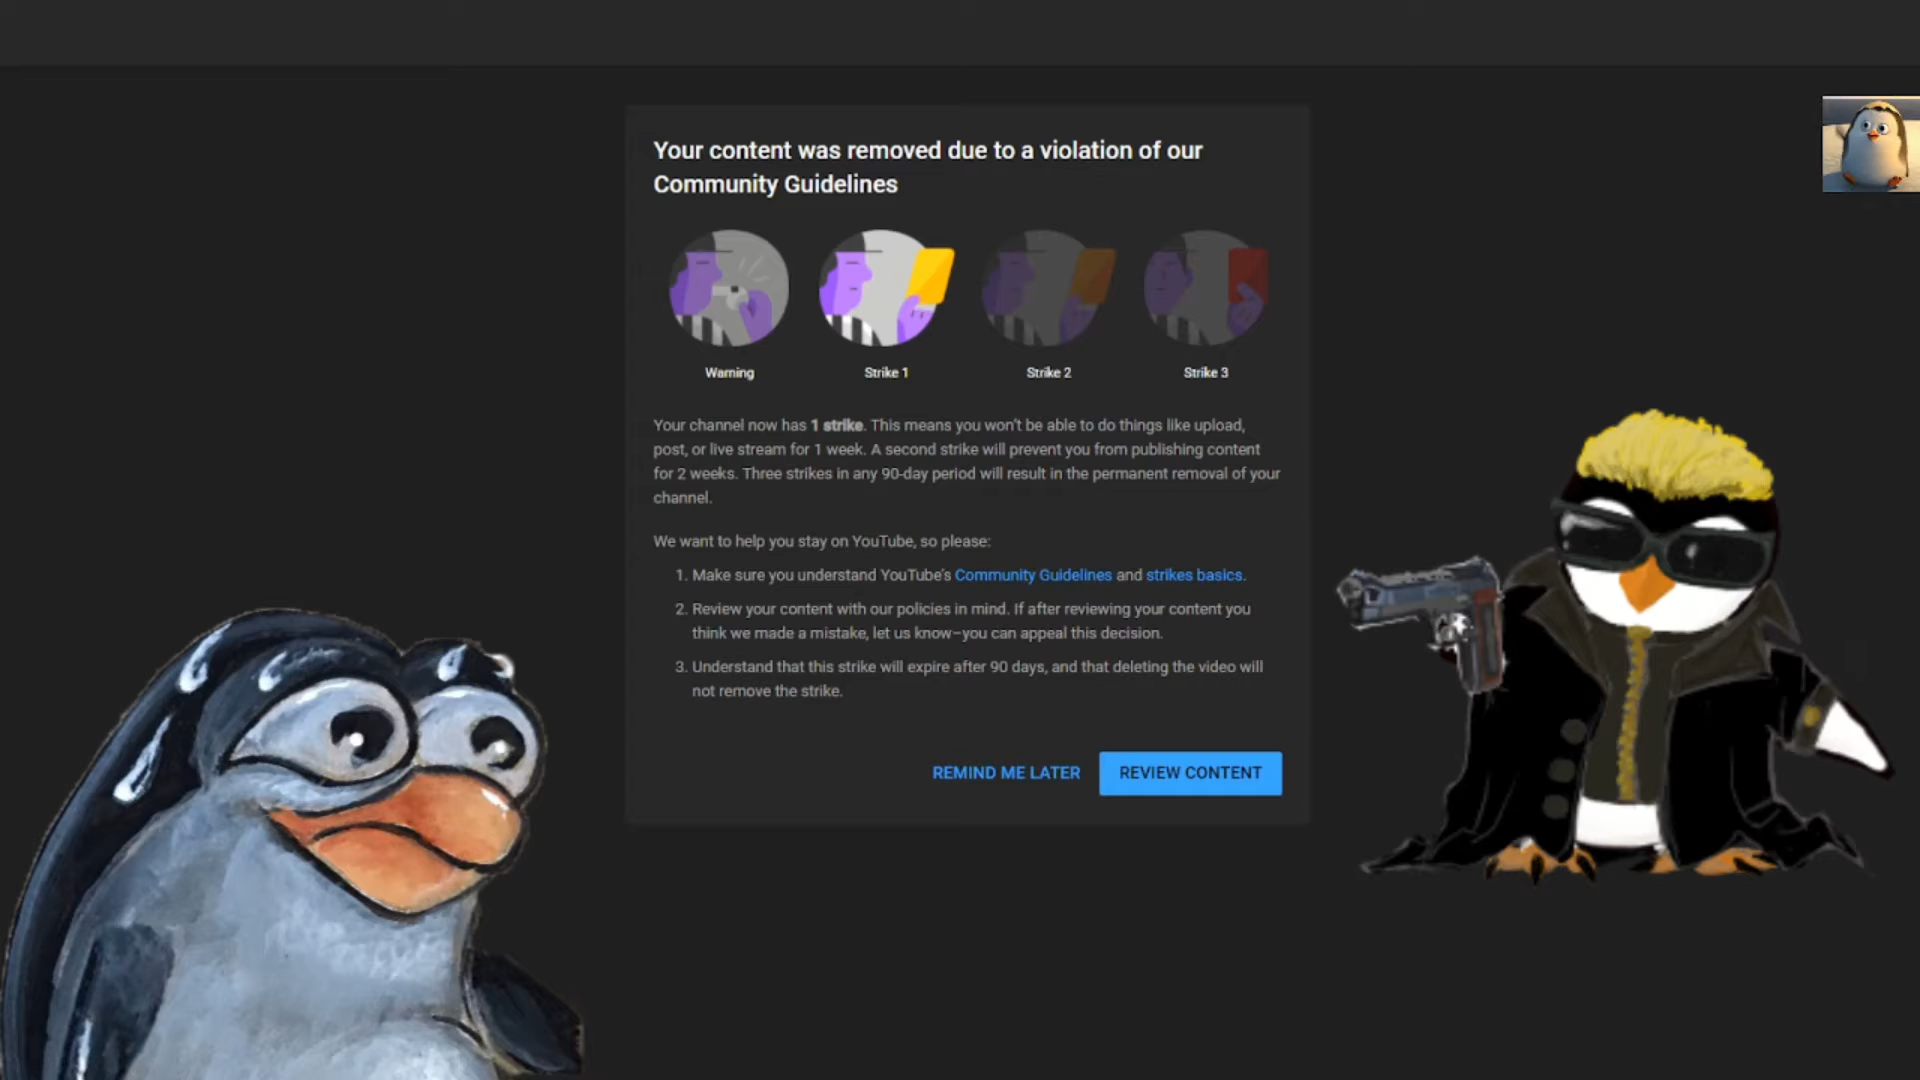 Your content was removed due to a violation of our
Community Guidelines
Warning
Strike 1
Strike 2
Strike 3
Your channel now has 1 strike. This means you won't be able to do things like upload,
post, or live stream for 1 week. A second strike will prevent you from publishing content
for 2 weeks. Three strikes in any 90-day period will result in the permanent removal of your
channel.
We want to help you stay on YouTube, so please:
1. Make sure you understand YouTube's Community Guidelines and strikes basics.
2. Review your content with our policies in mind. If after reviewing your content you
think we made a mistake, let us know–you can appeal this decision.
3. Understand that this strike will expire after 90 days, and that deleting the video will
not remove the strike.
REMIND ME LATER
REVIEW CONTENT